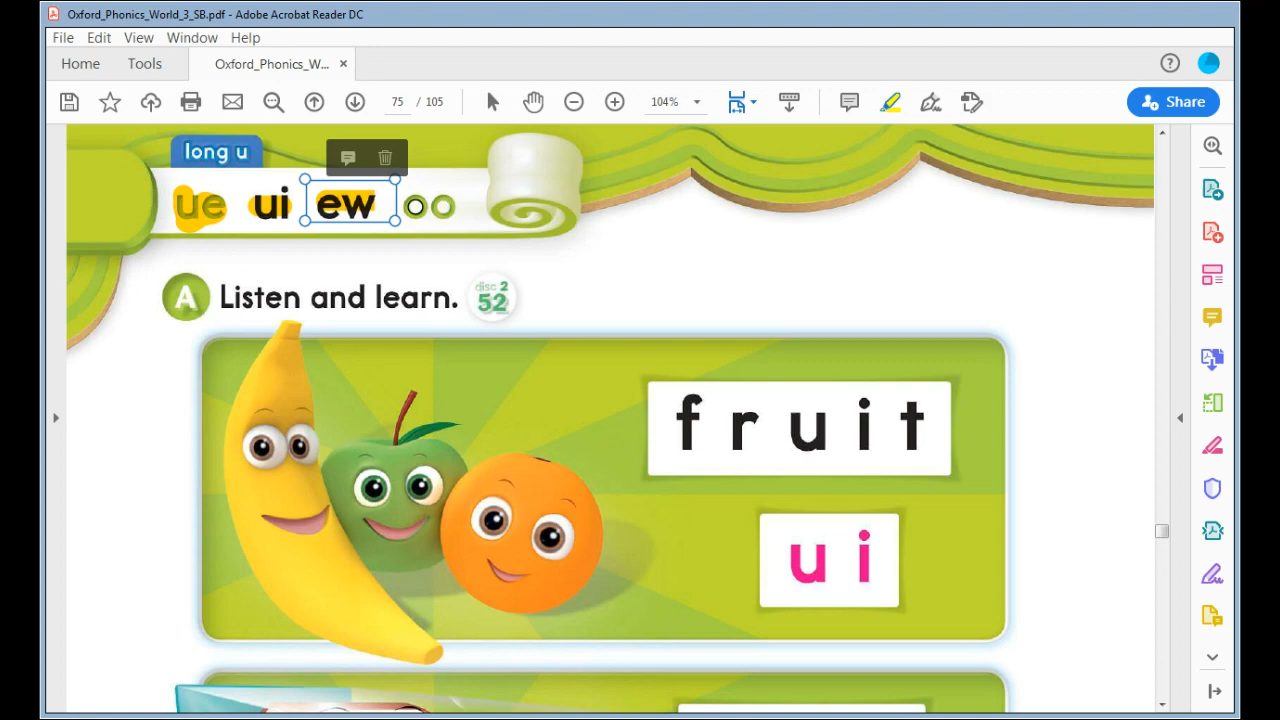 Oxford_Phonics_World_3_SB.pdf - Adobe Acrobat Reader DC
File Edit View Window Help
Home Tools Oxford_Phonics_W... ×
75 / 105 104% Share
long u
ue ui ew oo
A Listen and learn. disc 2 52
fruit
ui